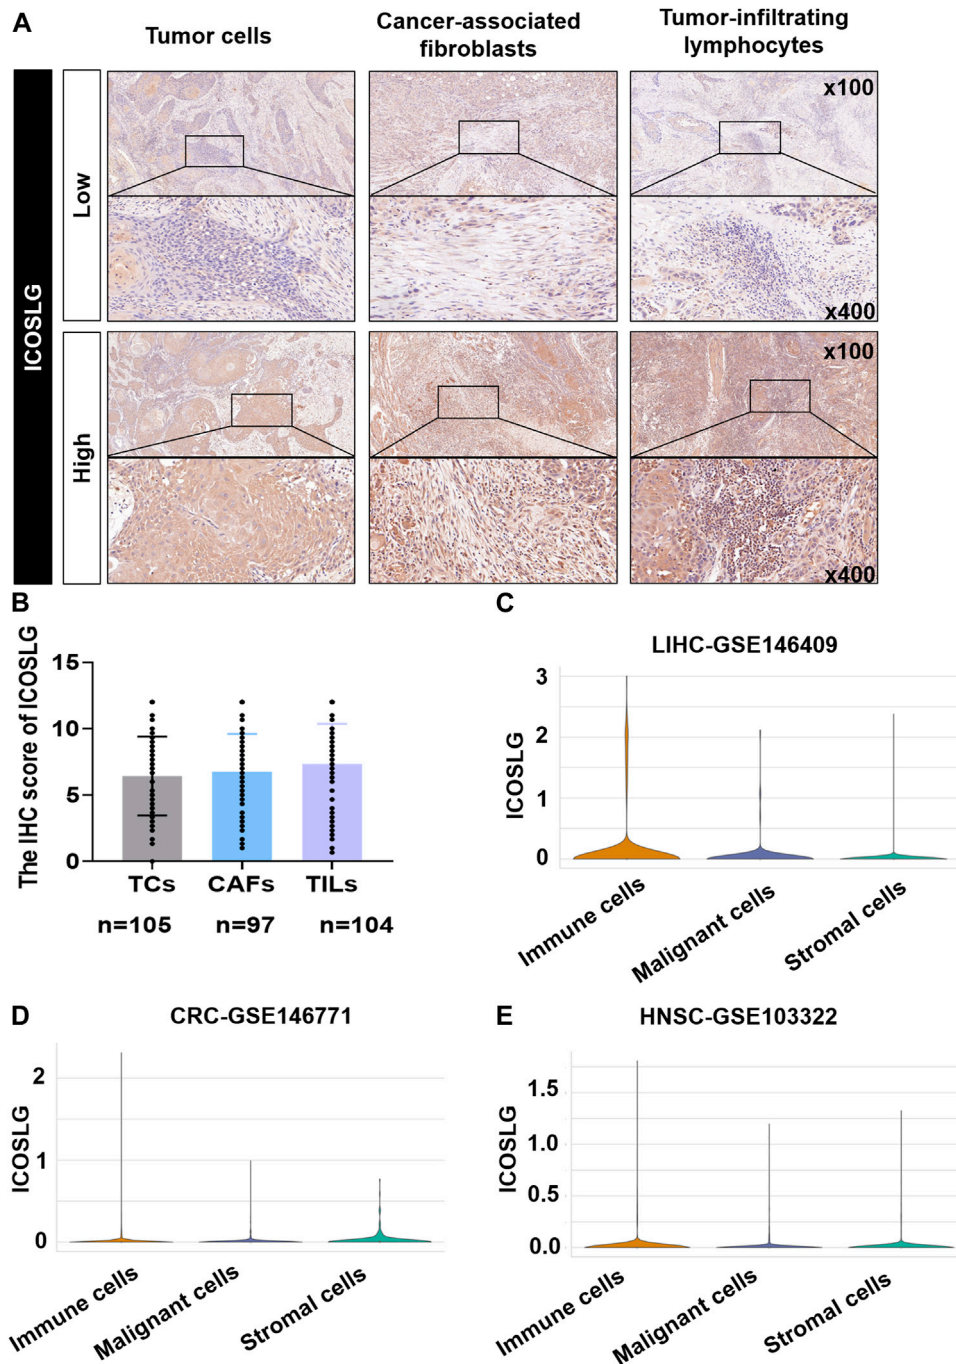 A
Tumor cells
Cancer-associated
fibroblasts
Tumor-infiltrating
lymphocytes
ICOSLG
Low
x100
x400
High
x100
x400
B
The IHC score of ICOSLG
15
10
5
0
TCs
CAFs
TILs
n=105
n=97
n=104
C
LIHC-GSE146409
ICOSLG
3
2
1
0
Immune cells
Malignant cells
Stromal cells
D
CRC-GSE146771
ICOSLG
2
1
0
Immune cells
Malignant cells
Stromal cells
E
HNSC-GSE103322
ICOSLG
1.5
1.0
0.5
0.0
Immune cells
Malignant cells
Stromal cells